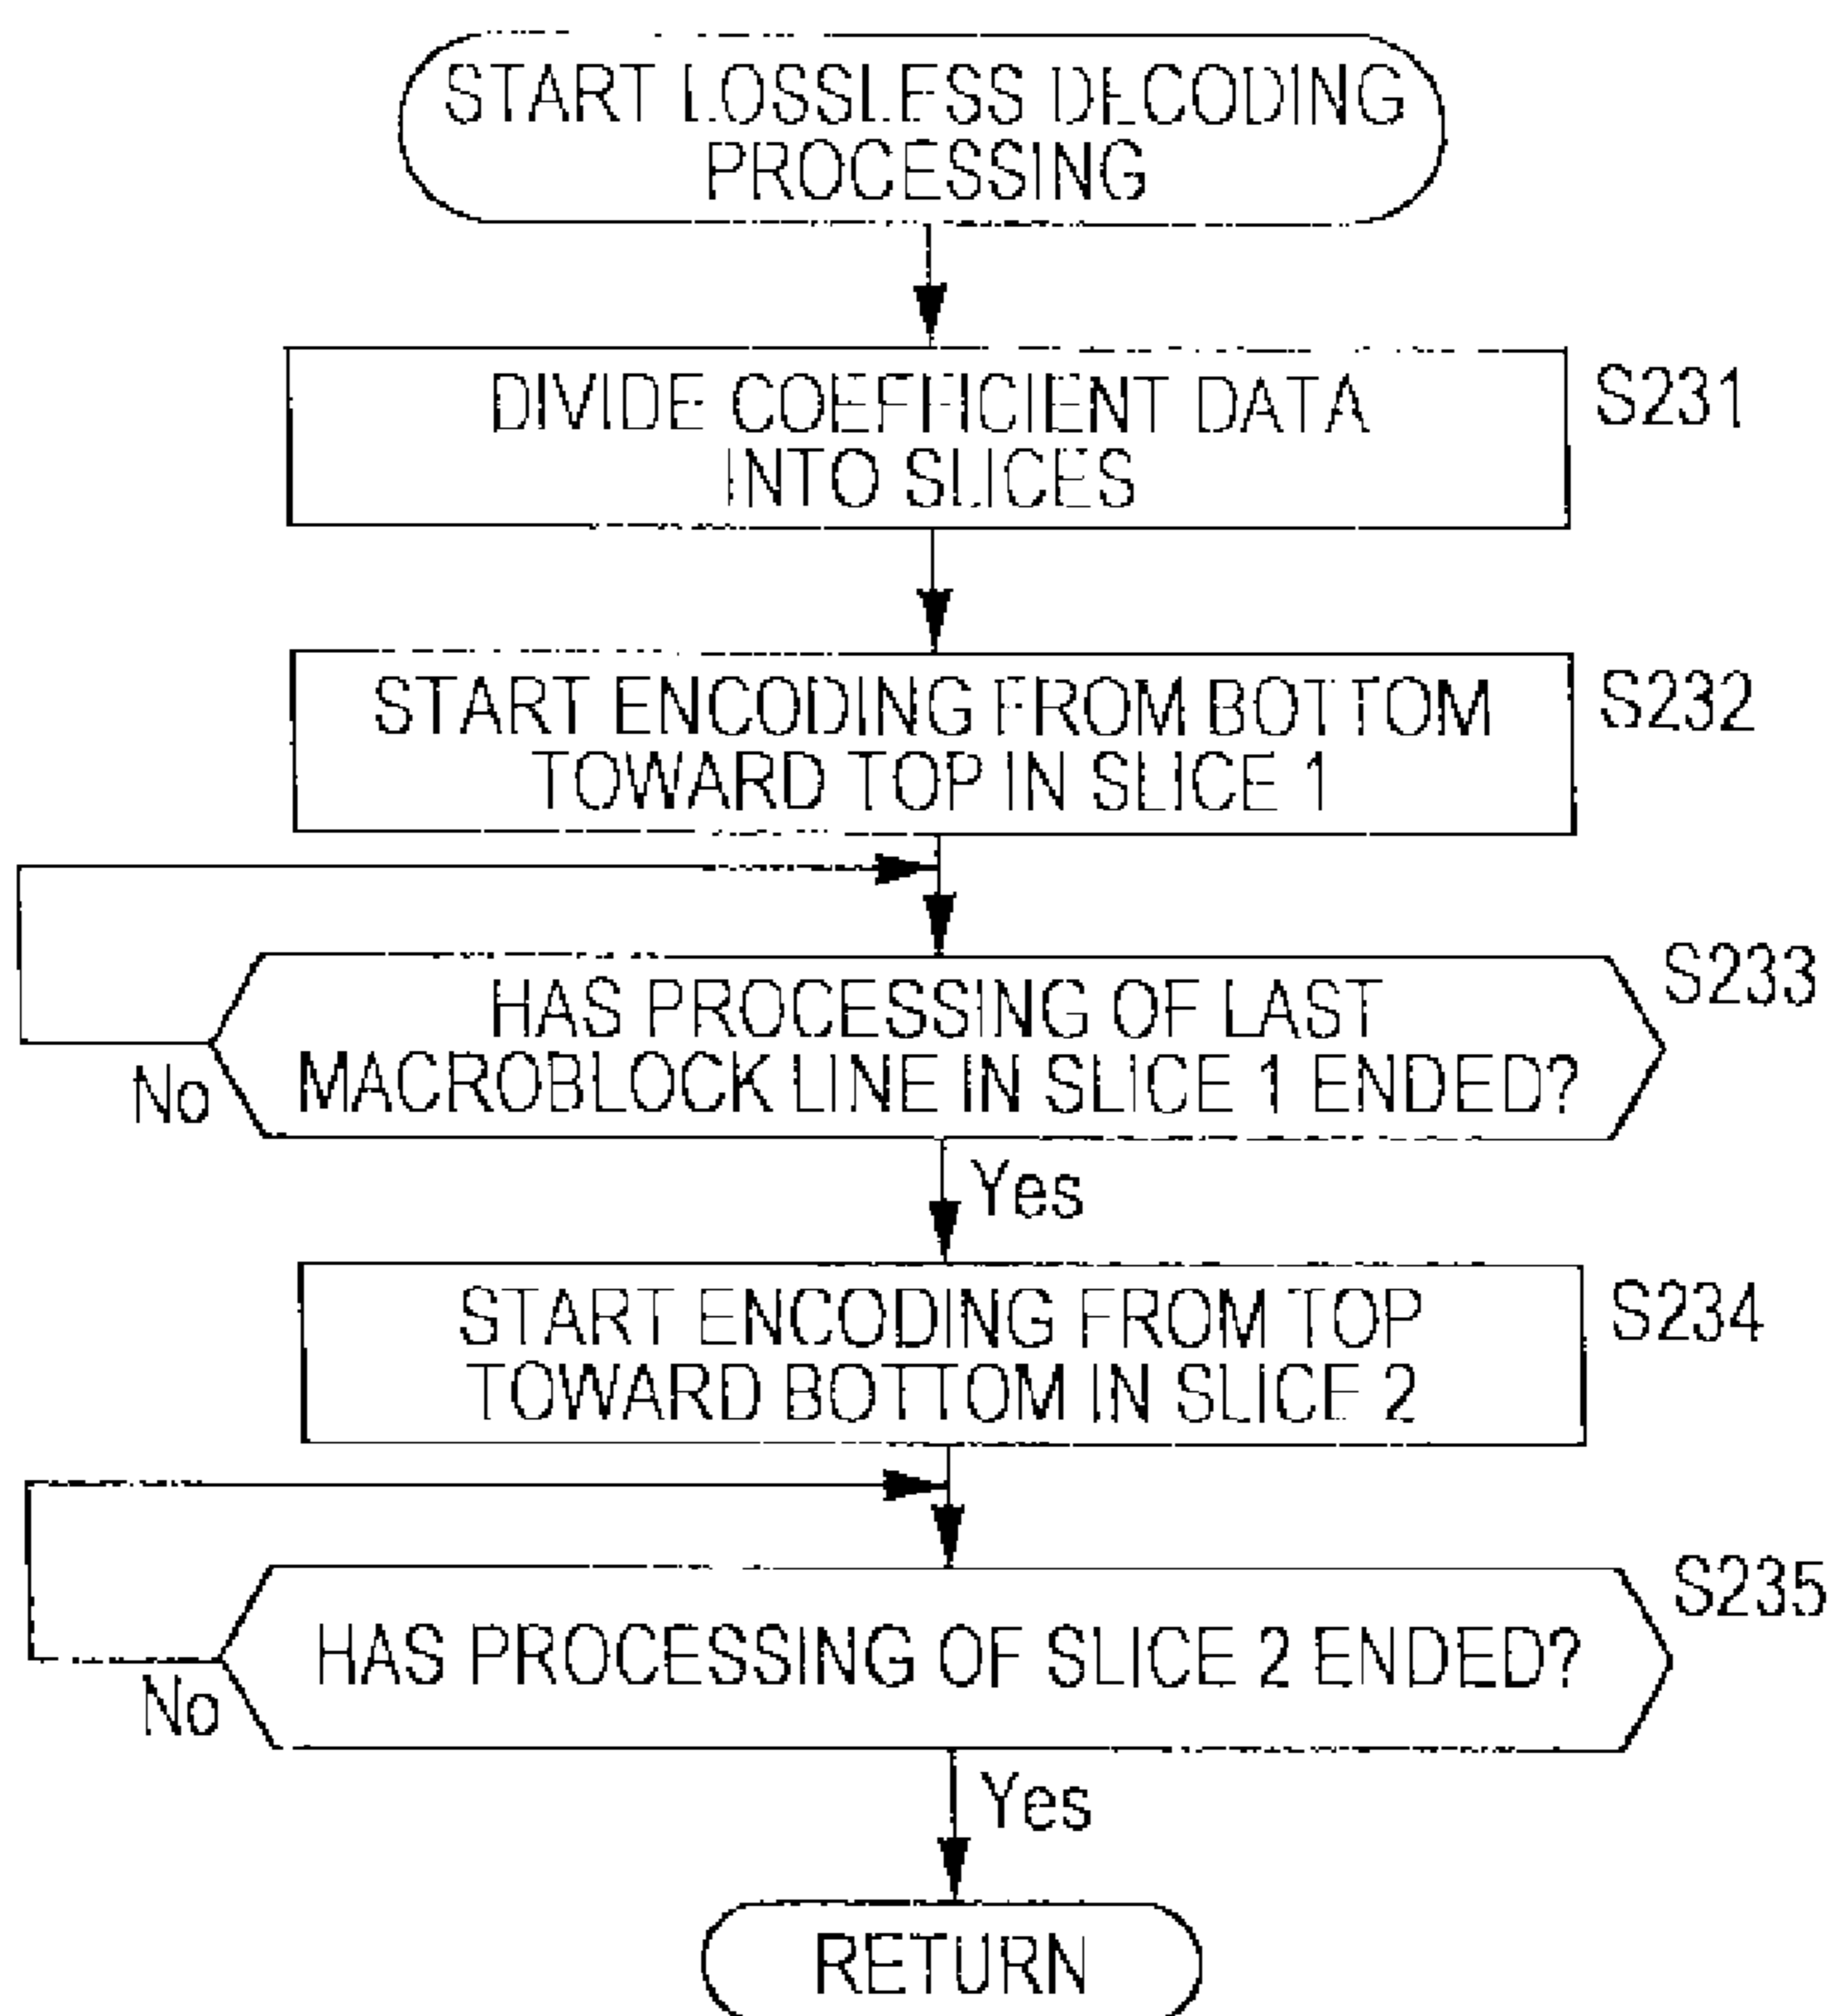 START LOSSLESS DECODING
PROCESSING
DIVIDE COEFFICIENT DATA
INTO SLICES
S231
START ENCODING FROM BOTTOM
TOWARD TOP IN SLICE 1
S232
HAS PROCESSING OF LAST
MACROBLOCK LINE IN SLICE 1 ENDED?
S233
No
Yes
START ENCODING FROM TOP
TOWARD BOTTOM IN SLICE 2
S234
HAS PROCESSING OF SLICE 2 ENDED?
S235
No
Yes
RETURN